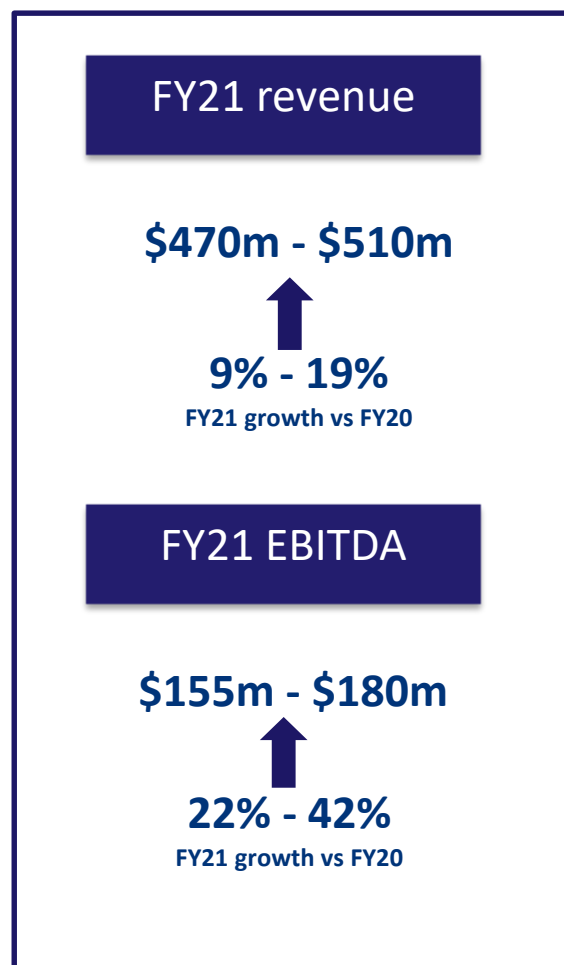 FY21 revenue
$470m - $510m
9% - 19%
FY21 growth vs FY20
FY21 EBITDA
$155m - $180m
22% - 42%
FY21 growth vs FY20